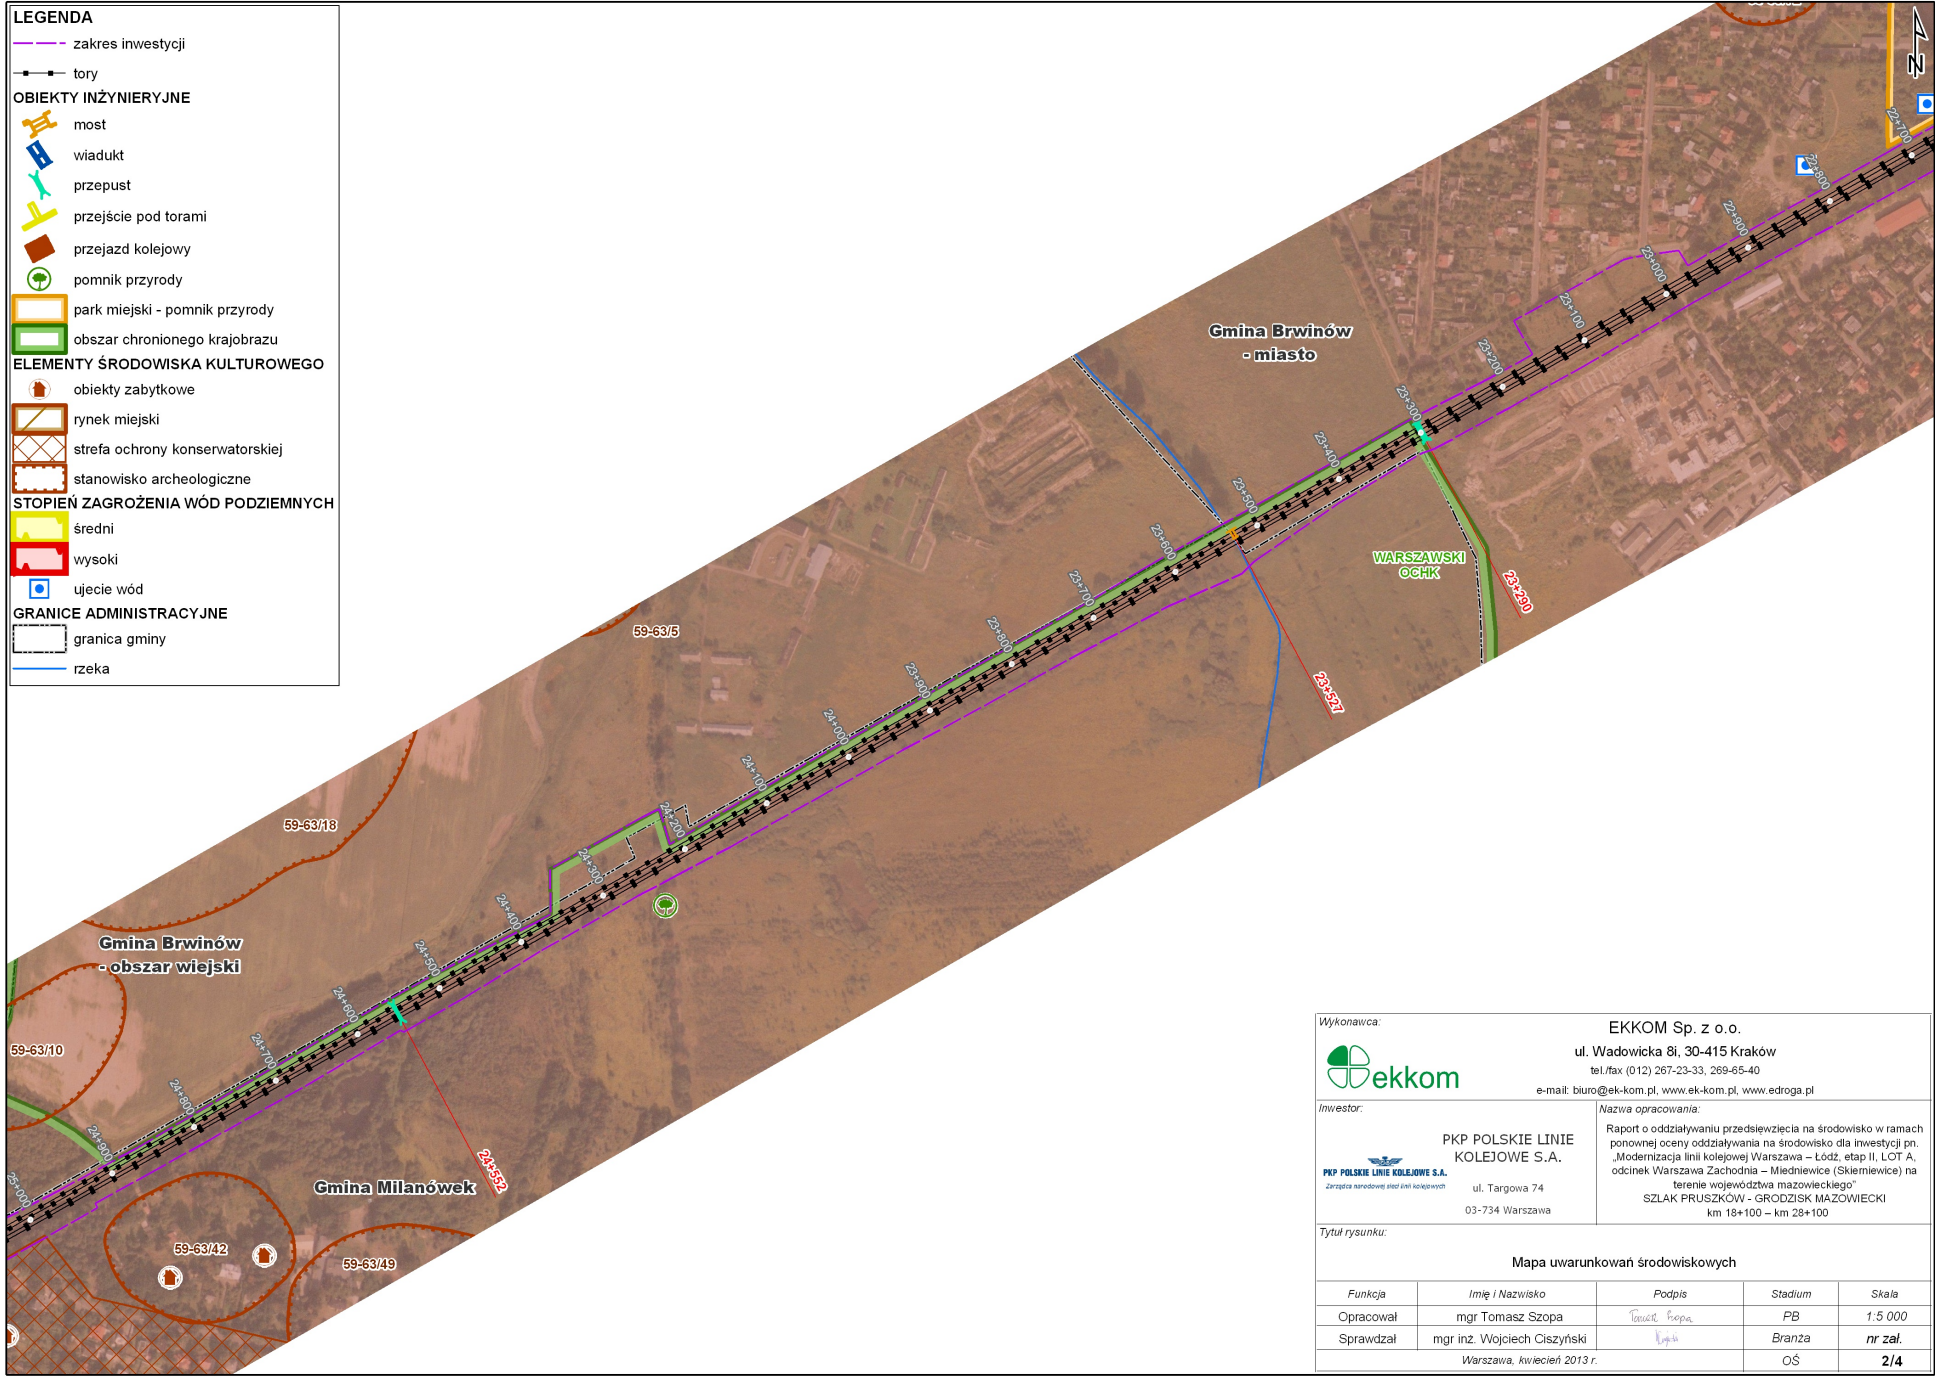 LEGENDA
zakres inwestycji
tory
OBIEKTY INŻYNIERYJNE
most
wiadukt
przepust
przejście pod torami
przejazd kolejowy
pomnik przyrody
park miejski - pomnik przyrody
obszar chronionego krajobrazu
ELEMENTY ŚRODOWISKA KULTUROWEGO
obiekty zabytkowe
rynek miejski
strefa ochrony konserwatorskiej
stanowisko archeologiczne
STOPIEŃ ZAGROŻENIA WÓD PODZIEMNYCH
średni
wysoki
ujecie wód
GRANICE ADMINISTRACYJNE
granica gminy
rzeka
N
22+700
22+800
22+900
23+000
23+100
23+200
23+300
23+400
23+500
23+600
23+700
23+800
23+900
24+000
24+100
24+200
24+300
24+400
24+500
24+600
24+700
24+800
24+900
25+000
Gmina Brwinów
- miasto
WARSZAWSKI
OCHK
23+290
23+527
24+552
59-63/5
59-63/18
Gmina Brwinów
- obszar wiejski
59-63/10
Gmina Milanówek
59-63/42
59-63/49
Wykonawca:
ekkom
EKKOM Sp. z o.o.
ul. Wadowicka 8i, 30-415 Kraków
tel./fax (012) 267-23-33, 269-65-40
e-mail: biuro@ek-kom.pl, www.ek-kom.pl, www.edroga.pl
Inwestor:
PKP POLSKIE LINIE KOLEJOWE S.A.
Zarządca narodowej sieci linii kolejowych
PKP POLSKIE LINIE
KOLEJOWE S.A.
ul. Targowa 74
03-734 Warszawa
Nazwa opracowania:
Raport o oddziaływaniu przedsięwzięcia na środowisko w ramach
ponownej oceny oddziaływania na środowisko dla inwestycji pn.
„Modernizacja linii kolejowej Warszawa – Łódź, etap II, LOT A,
odcinek Warszawa Zachodnia – Miedniewice (Skierniewice) na
terenie województwa mazowieckiego”
SZLAK PRUSZKÓW - GRODZISK MAZOWIECKI
km 18+100 – km 28+100
Tytuł rysunku:
Mapa uwarunkowań środowiskowych
Funkcja Imię i Nazwisko Podpis Stadium Skala
Opracował mgr Tomasz Szopa Tomasz Szopa PB 1:5 000
Sprawdzał mgr inż. Wojciech Ciszyński Branża nr zał.
Warszawa, kwiecień 2013 r. OŚ 2/4